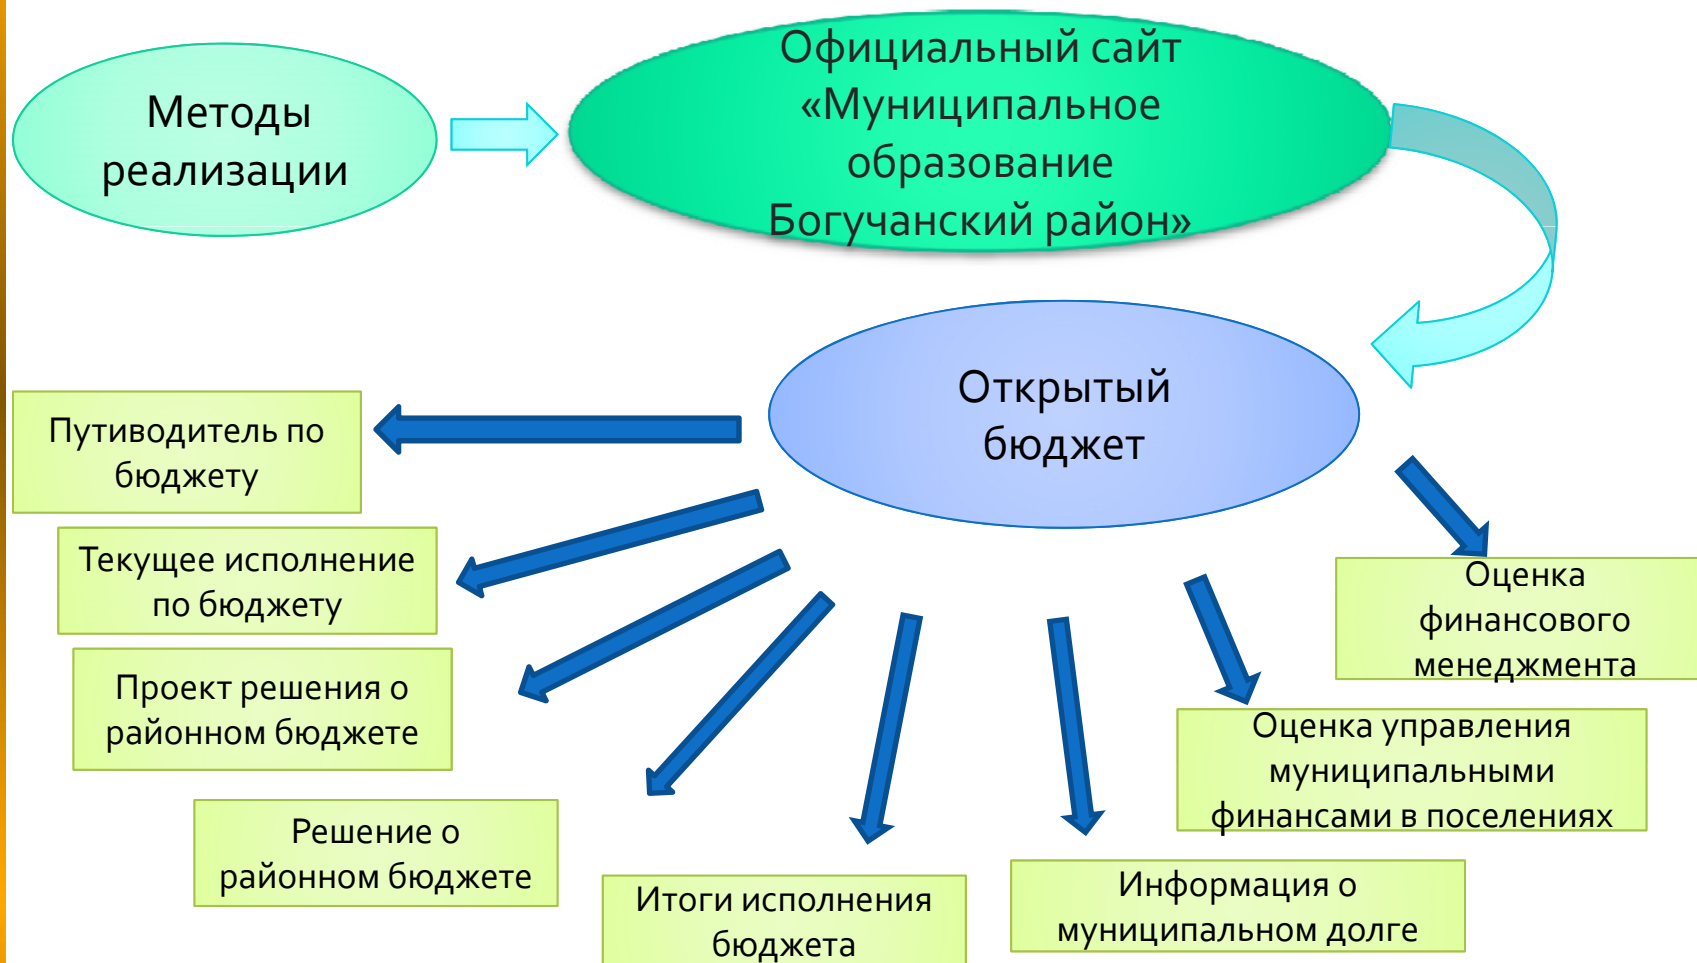 Методы
реализации
Официальный сайт
«Муниципальное
образование
Богучанский район»
Открытый
бюджет
Путиводитель по
бюджету
Текущее исполнение
по бюджету
Проект решения о
районном бюджете
Решение о
районном бюджете
Итоги исполнения
бюджета
Информация о
муниципальном долге
Оценка управления
муниципальными
финансами в поселениях
Оценка
финансового
менеджмента